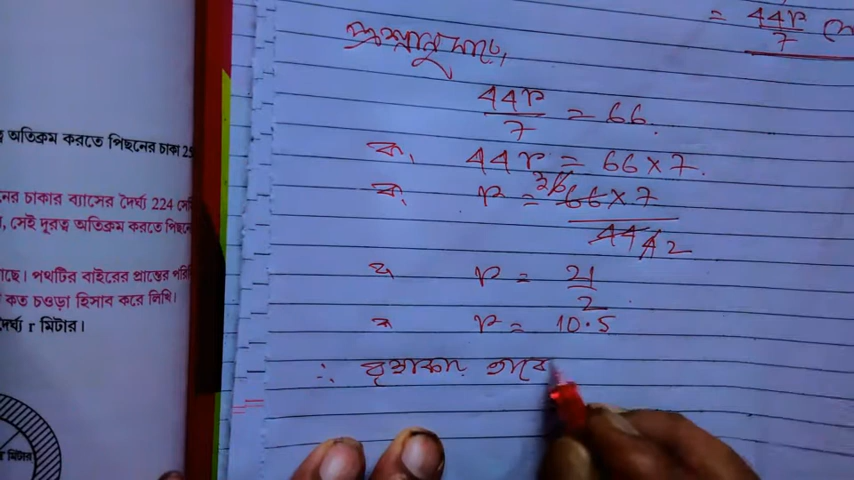 = 44r/7
প্রশ্নানুসারে,
44r/7 = 66.
বা, 44r = 66 × 7.
বা, r = 66 × 7 / 44
বা r = 21/2
বা r = 10.5
∴ বৃত্তাকার তারে
অতিক্রম করতে পিছনের চাকা
নের চাকার ব্যাসের দৈর্ঘ্য 224 সে
, সেই দূরত্ব অতিক্রম করতে পিছনে
াছে। পথটির বাইরের প্রান্তের পরি
কত চওড়া হিসাব করে লিখি।
দৈর্ঘ্য r মিটার।
r মিটার